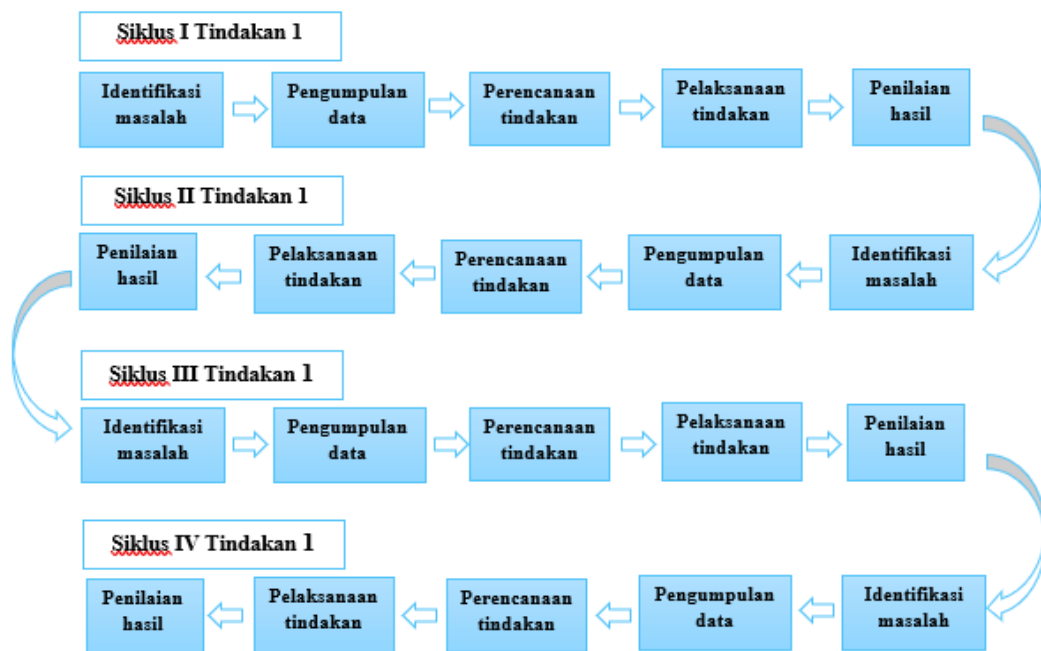 Siklus I Tindakan 1
Identifikasi
masalah
Pengumpulan
data
Perencanaan
tindakan
Pelaksanaan
tindakan
Penilaian
hasil
Siklus II Tindakan 1
Penilaian
hasil
Pelaksanaan
tindakan
Perencanaan
tindakan
Pengumpulan
data
Identifikasi
masalah
Siklus III Tindakan 1
Identifikasi
masalah
Pengumpulan
data
Perencanaan
tindakan
Pelaksanaan
tindakan
Penilaian
hasil
Siklus IV Tindakan 1
Penilaian
hasil
Pelaksanaan
tindakan
Perencanaan
tindakan
Pengumpulan
data
Identifikasi
masalah